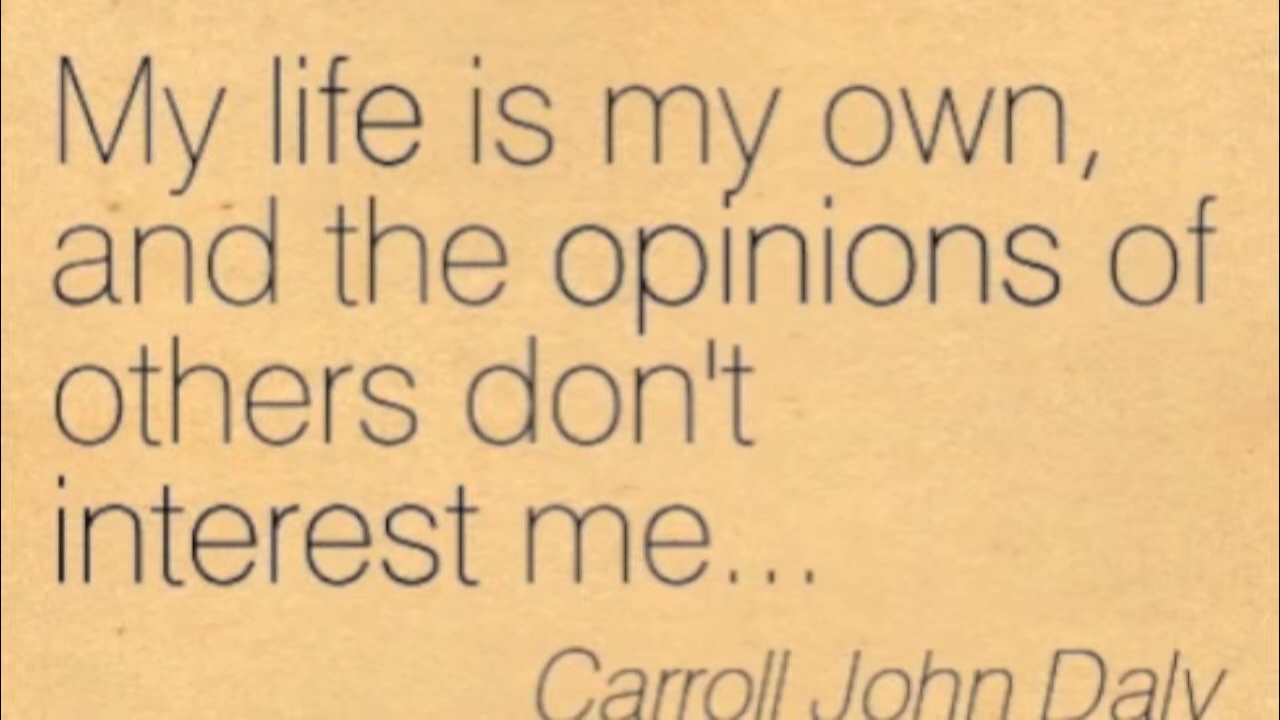 My life is my own,
and the opinions of
others don't
interest me...
Carroll John Daly